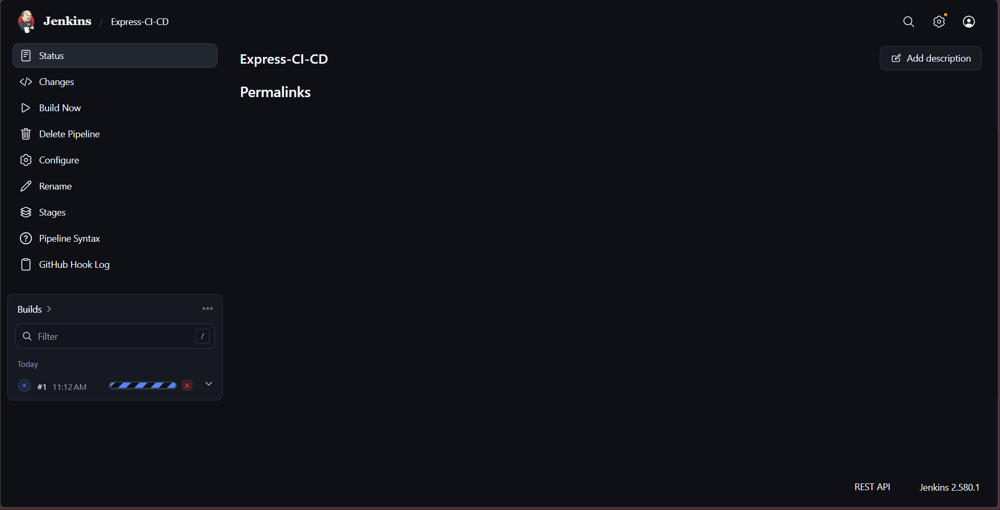 Jenkins / Express-CI-CD
Status
Changes
Build Now
Delete Pipeline
Configure
Rename
Stages
Pipeline Syntax
GitHub Hook Log
Builds
Filter /
Today
#1 11:12 AM
Express-CI-CD
Add description
Permalinks
REST API Jenkins 2.580.1